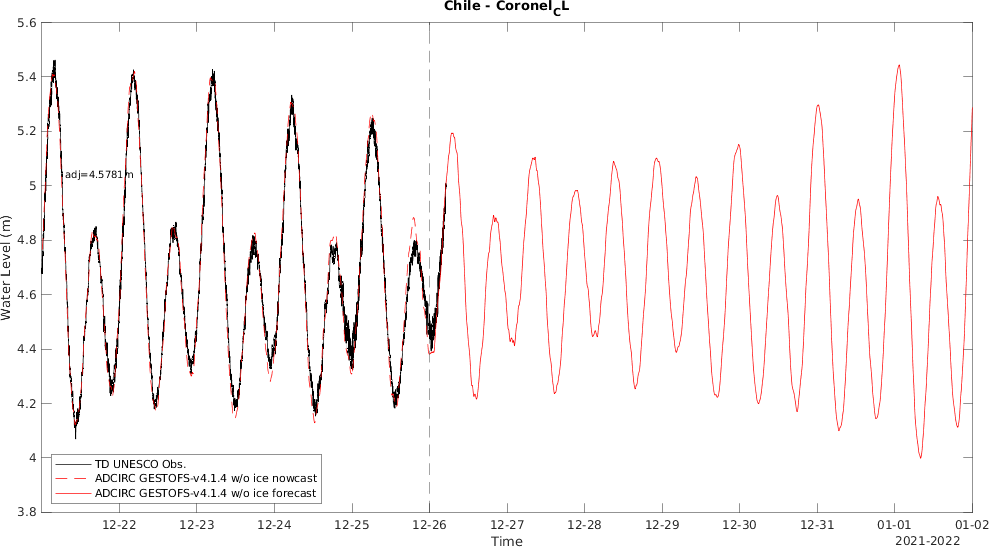 Chile - Coronel_CL
5.6
5.4
5.2
5
4.8
4.6
4.4
4.2
4
3.8
Water Level (m)
adj=4.5781m
TD UNESCO Obs.
ADCIRC GESTOFS-v4.1.4 w/o ice nowcast
ADCIRC GESTOFS-v4.1.4 w/o ice forecast
12-22 12-23 12-24 12-25 12-26 12-27 12-28 12-29 12-30 12-31 01-01 01-02
Time
2021-2022